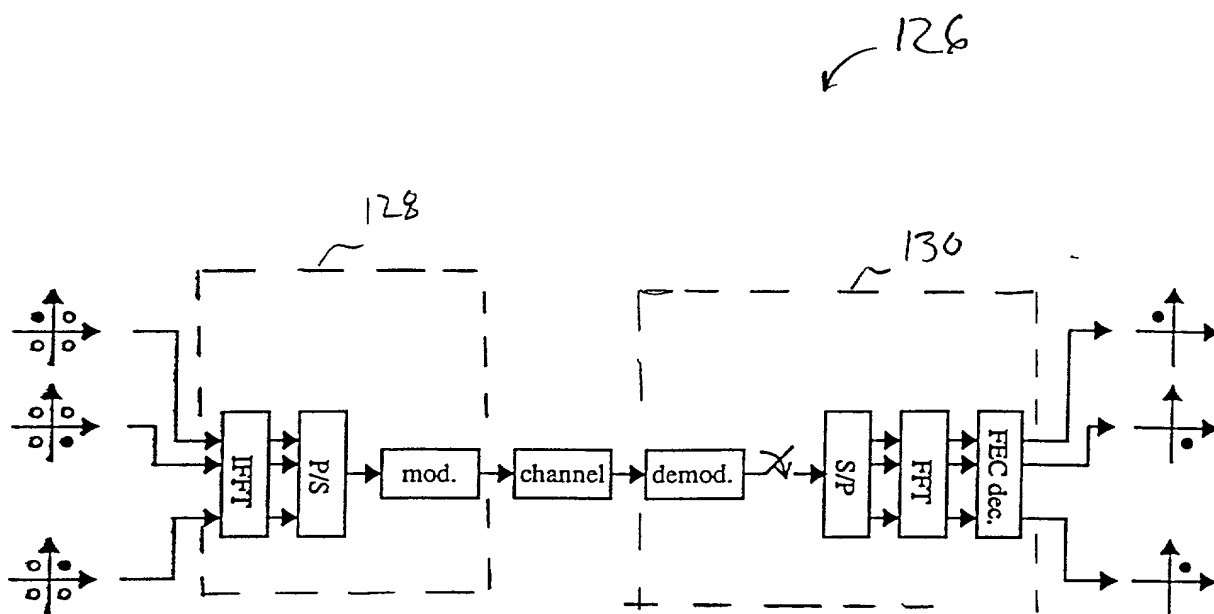 126
128
130
IFFT
P/S
mod.
channel
demod.
S/P
FFT
FEC dec.